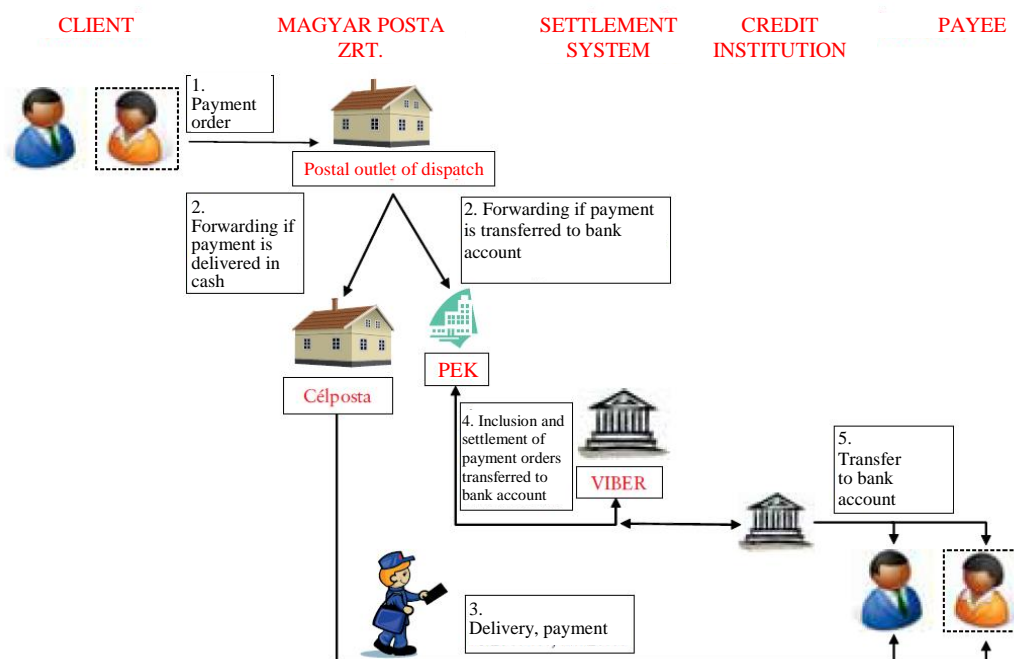 CLIENT
MAGYAR POSTA
ZRT.
SETTLEMENT
SYSTEM
CREDIT
INSTITUTION
PAYEE
1.
Payment
order
Postal outlet of dispatch
2.
Forwarding if
payment is
delivered in
cash
2. Forwarding if payment
is transferred to bank
account
Célposta
PEK
4. Inclusion and
settlement of
payment orders
transferred to
bank account
VIBER
5.
Transfer
to bank
account
3.
Delivery, payment